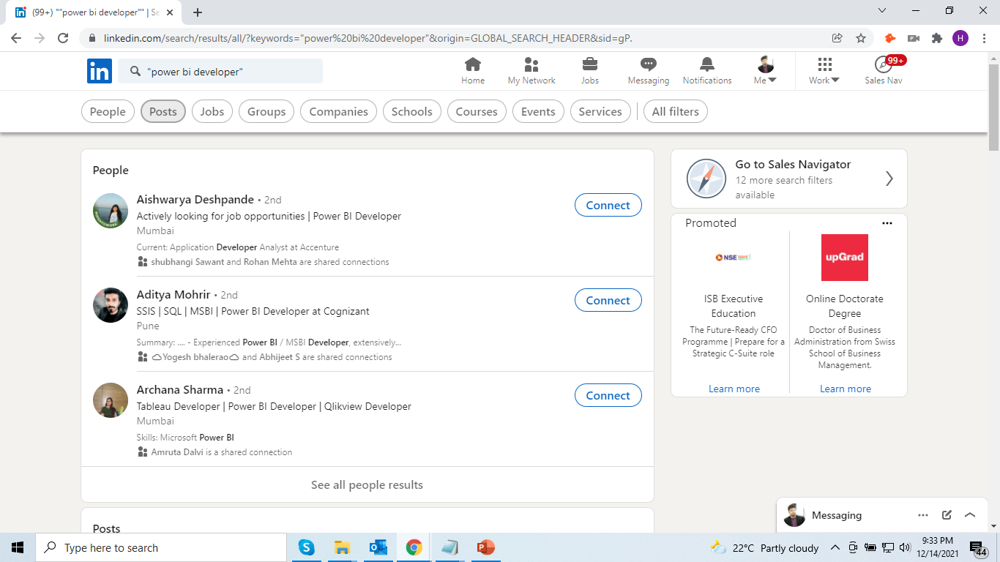 (99+) ""power bi developer"" | Se
linkedin.com/search/results/all/?keywords="power%20bi%20developer"&origin=GLOBAL_SEARCH_HEADER&sid=gP.
H
in
"power bi developer"
Home
My Network
Jobs
Messaging
Notifications
Me
Work
99+
Sales Nav
People
Posts
Jobs
Groups
Companies
Schools
Courses
Events
Services
All filters
People
Aishwarya Deshpande • 2nd
Actively looking for job opportunities | Power BI Developer
Mumbai
Current: Application Developer Analyst at Accenture
shubhangi Sawant and Rohan Mehta are shared connections
Connect
Aditya Mohrir • 2nd
SSIS | SQL | MSBI | Power BI Developer at Cognizant
Pune
Summary: .... - Experienced Power BI / MSBI Developer, extensively...
Yogesh bhalerao and Abhijeet S are shared connections
Connect
Archana Sharma • 2nd
Tableau Developer | Power BI Developer | Qlikview Developer
Mumbai
Skills: Microsoft Power BI
Amruta Dalvi is a shared connection
Connect
See all people results
Posts
Go to Sales Navigator
12 more search filters
available
Promoted
NSE
ISB Executive
Education
The Future-Ready CFO
Programme | Prepare for a
Strategic C-Suite role
Learn more
upGrad
Online Doctorate
Degree
Doctor of Business
Administration from Swiss
School of Business
Management.
Learn more
Messaging
Type here to search
22°C Partly cloudy
9:33 PM
12/14/2021
44